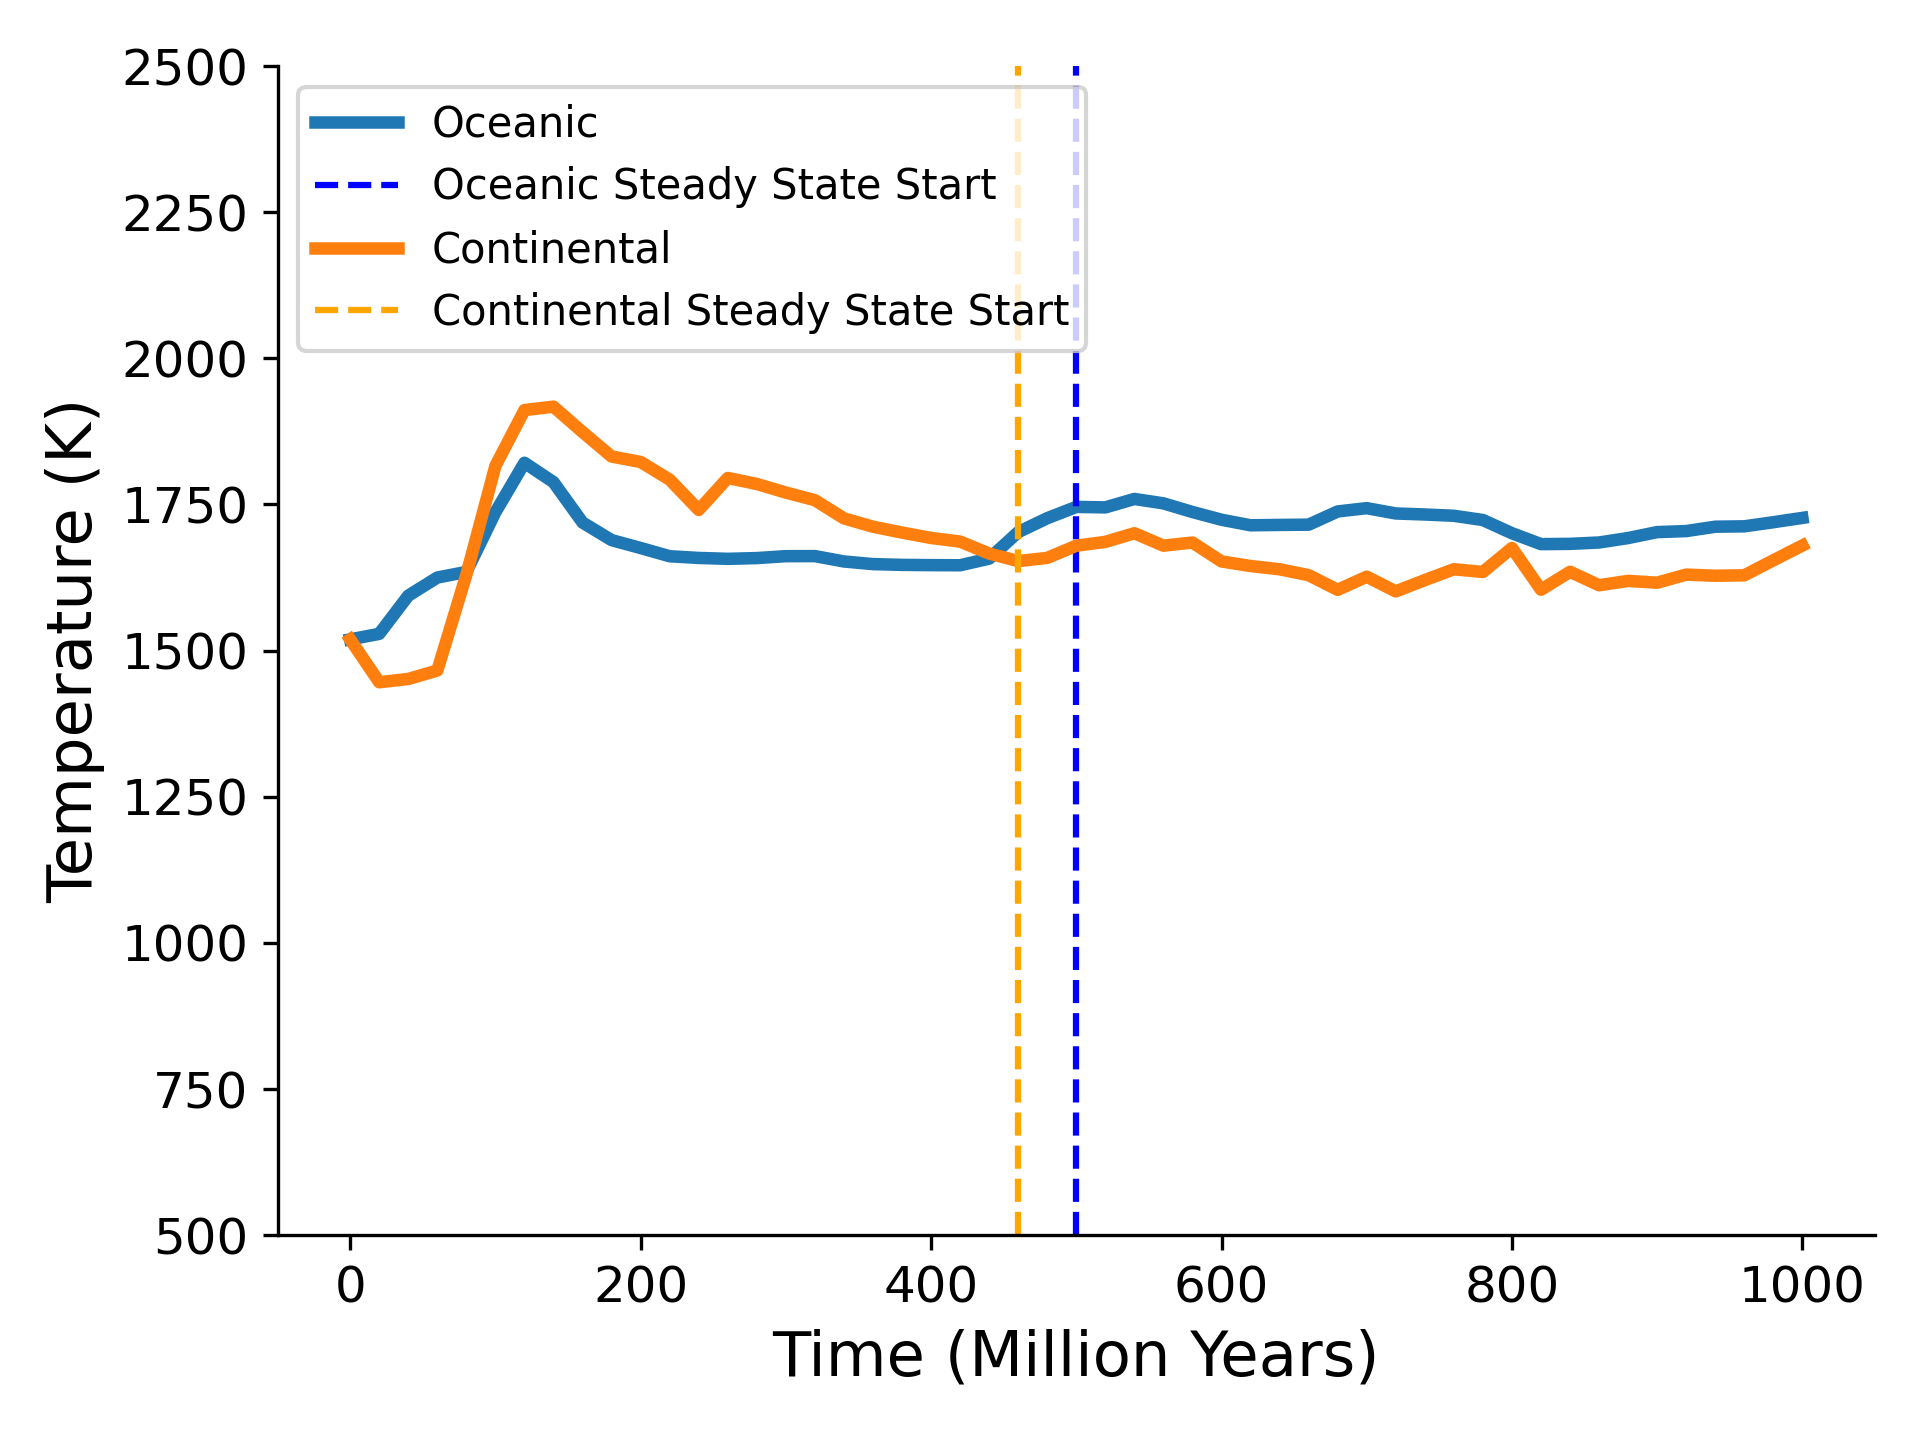 2500
2250
2000
1750
1500
1250
1000
750
500
Temperature (K)
Oceanic
Oceanic Steady State Start
Continental
Continental Steady State Start
0 200 400 600 800 1000
Time (Million Years)